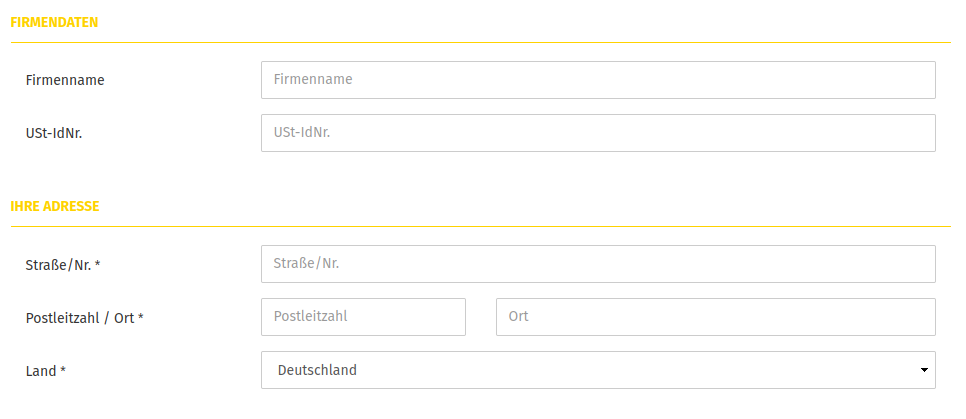 FIRMENDATEN
Firmenname Firmenname
USt-IdNr. USt-IdNr.
IHRE ADRESSE
Straße/Nr. * Straße/Nr.
Postleitzahl / Ort * Postleitzahl Ort
Land * Deutschland